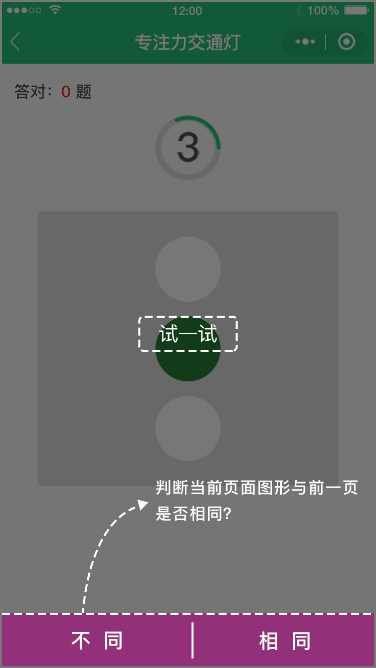 12:00
100%
专注力交通灯
答对：0 题
3
试一试
判断当前页面图形与前一页
是否相同?
不 同
相 同